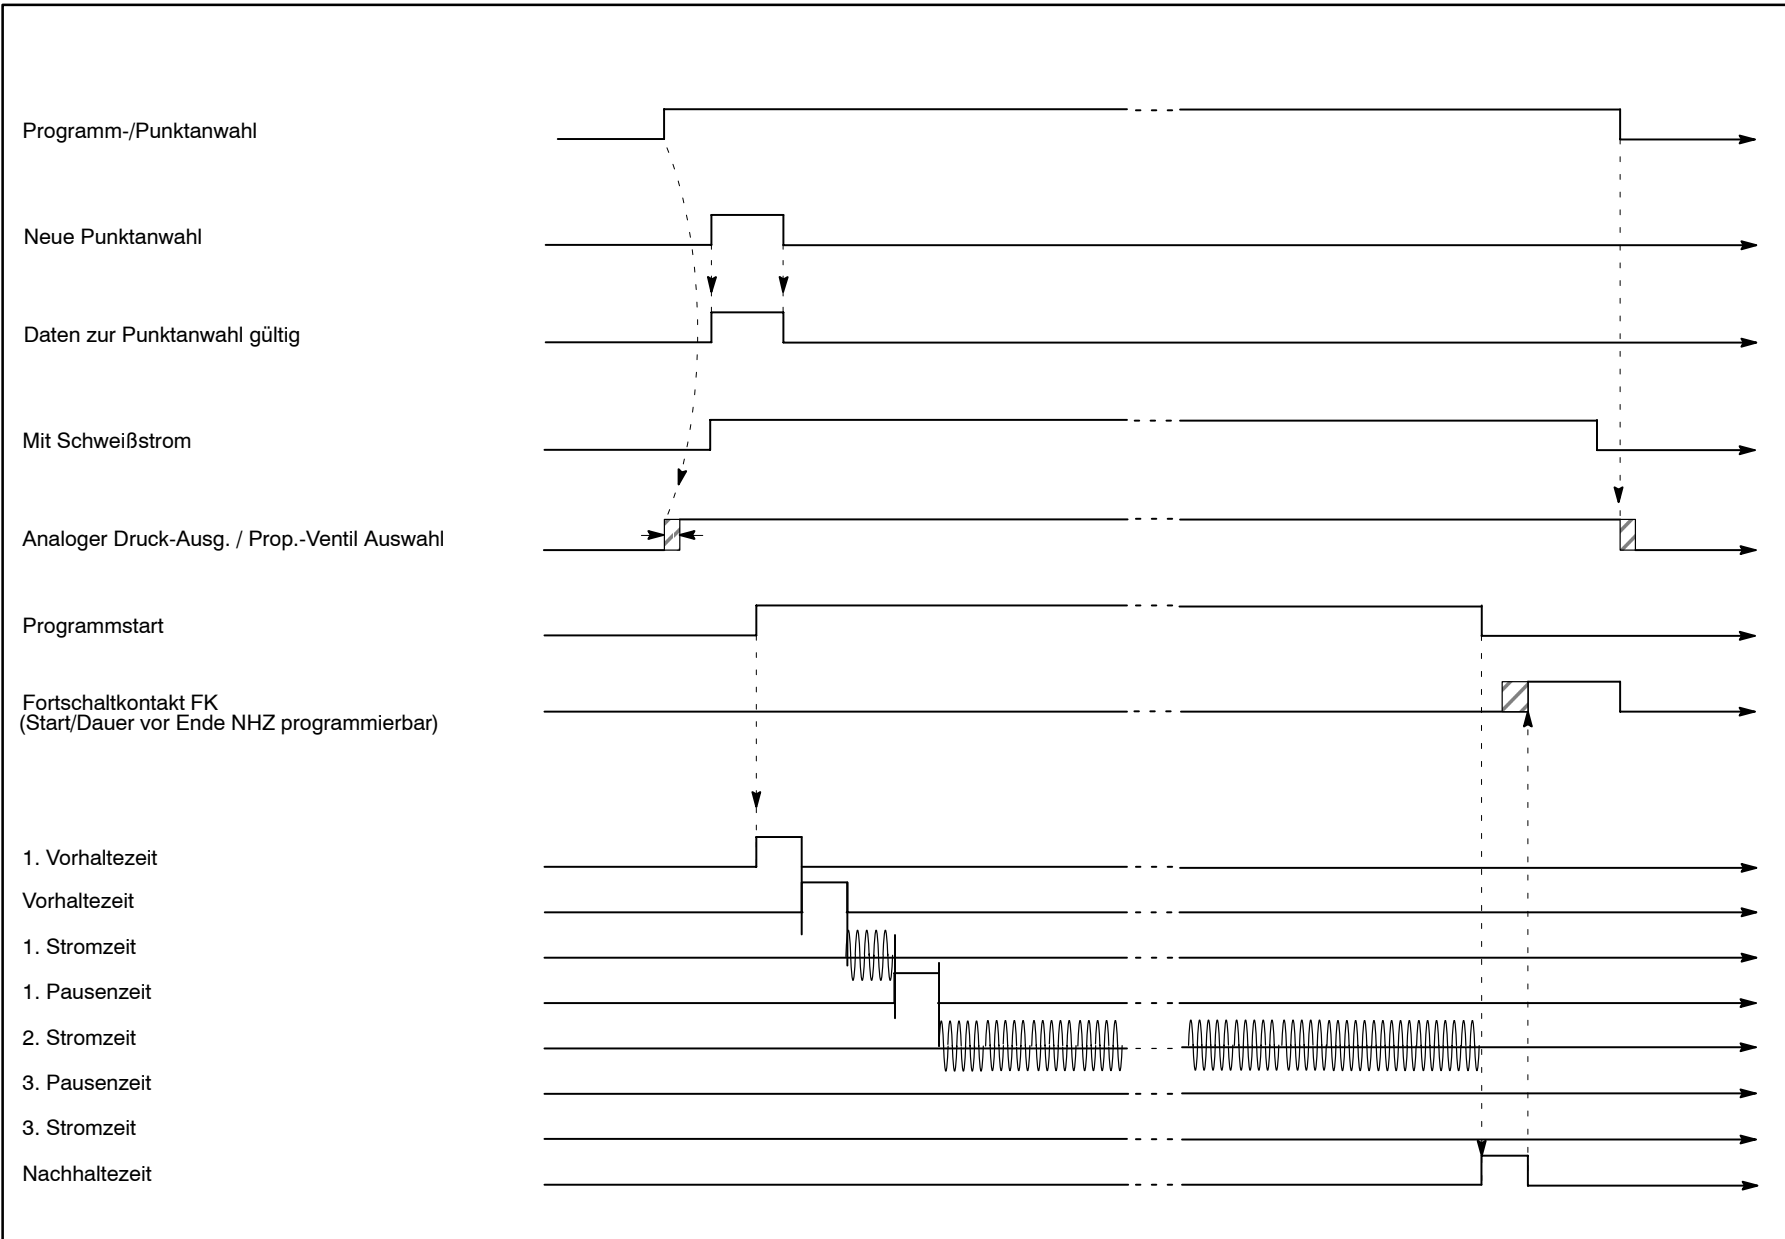 Programm-/Punktanwahl
Neue Punktanwahl
Daten zur Punktanwahl gültig
Mit Schweißstrom
Analoger Druck-Ausg. / Prop.-Ventil Auswahl
Programmstart
Fortschaltkontakt FK
(Start/Dauer vor Ende NHZ programmierbar)
1. Vorhaltezeit
Vorhaltezeit
1. Stromzeit
1. Pausenzeit
2. Stromzeit
3. Pausenzeit
3. Stromzeit
Nachhaltezeit